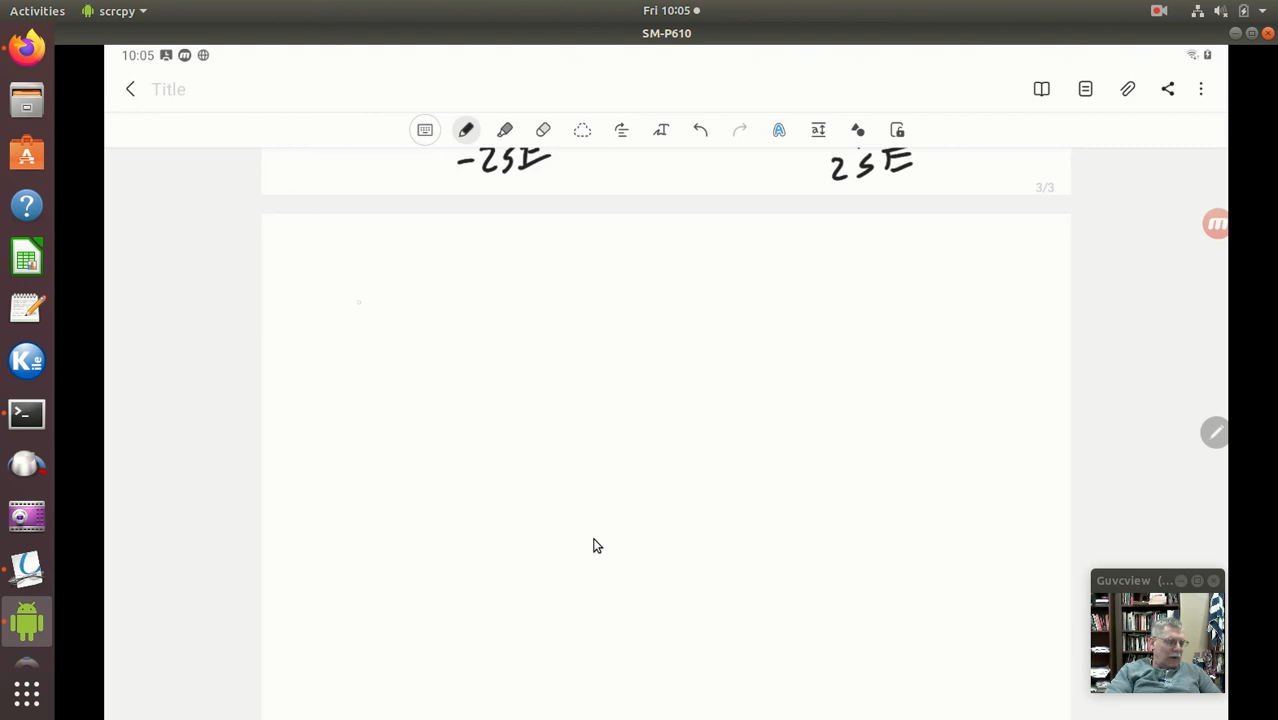 Activities scrcpy Fri 10:05
SM-P610
10:05
Title
-2SE 2SE
3/3
Guvcview (...